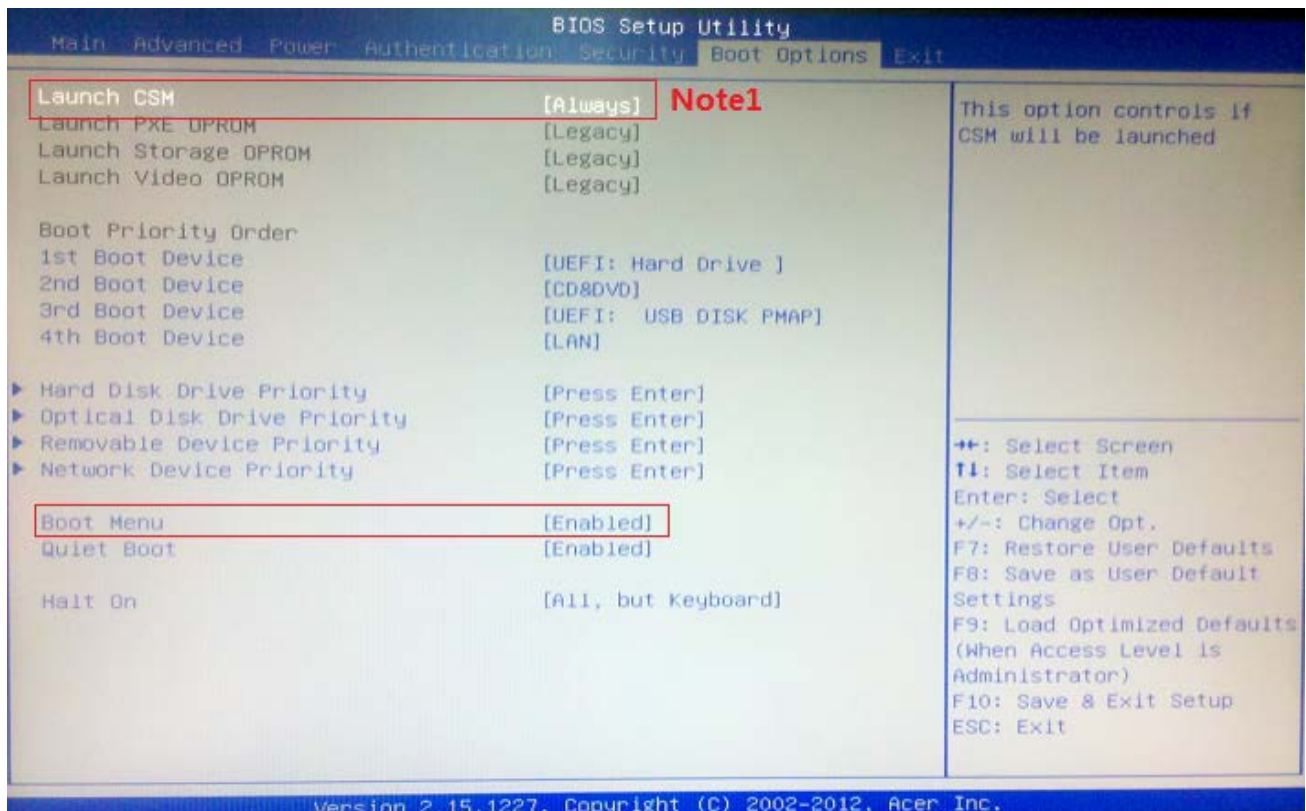 BIOS Setup Utility
Main Advanced Power Authentication Security Boot Options Exit
Launch CSM [Always] Note1
Launch PXE OPROM [Legacy]
Launch Storage OPROM [Legacy]
Launch Video OPROM [Legacy]
Boot Priority Order
1st Boot Device [UEFI: Hard Drive ]
2nd Boot Device [CD&DVD]
3rd Boot Device [UEFI: USB DISK PMAP]
4th Boot Device [LAN]
Hard Disk Drive Priority [Press Enter]
Optical Disk Drive Priority [Press Enter]
Removable Device Priority [Press Enter]
Network Device Priority [Press Enter]
Boot Menu [Enabled]
Quiet Boot [Enabled]
Halt On [All, but Keyboard]
This option controls if
CSM will be launched
→←: Select Screen
↑↓: Select Item
Enter: Select
+/-: Change Opt.
F7: Restore User Defaults
F8: Save as User Default
Settings
F9: Load Optimized Defaults
(When Access Level is
Administrator)
F10: Save & Exit Setup
ESC: Exit
Version 2.15.1227. Copyright (C) 2002-2012, Acer Inc.